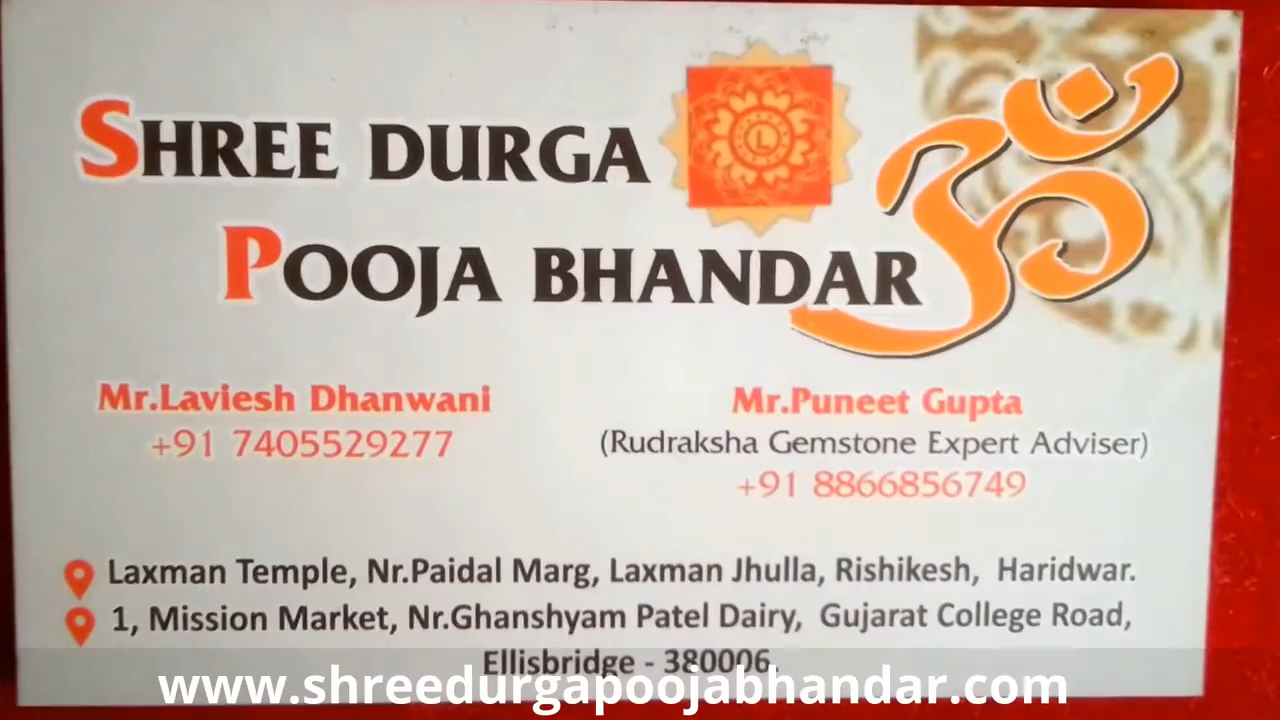 SHREE DURGA
L
POOJA BHANDAR
ॐ
Mr.Laviesh Dhanwani
+91 7405529277
Mr.Puneet Gupta
(Rudraksha Gemstone Expert Adviser)
+91 8866856749
Laxman Temple, Nr.Paidal Marg, Laxman Jhulla, Rishikesh, Haridwar.
1, Mission Market, Nr.Ghanshyam Patel Dairy, Gujarat College Road,
Ellisbridge - 380006.
www.shreedurgapoojabhandar.com